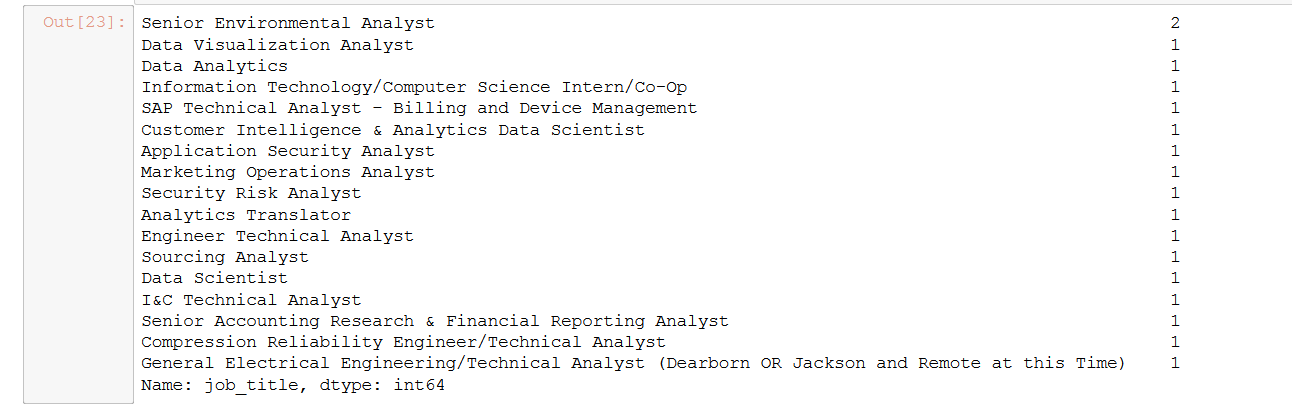 Out[23]: Senior Environmental Analyst 2
Data Visualization Analyst 1
Data Analytics 1
Information Technology/Computer Science Intern/Co-Op 1
SAP Technical Analyst - Billing and Device Management 1
Customer Intelligence & Analytics Data Scientist 1
Application Security Analyst 1
Marketing Operations Analyst 1
Security Risk Analyst 1
Analytics Translator 1
Engineer Technical Analyst 1
Sourcing Analyst 1
Data Scientist 1
I&C Technical Analyst 1
Senior Accounting Research & Financial Reporting Analyst 1
Compression Reliability Engineer/Technical Analyst 1
General Electrical Engineering/Technical Analyst (Dearborn OR Jackson and Remote at this Time) 1
Name: job_title, dtype: int64